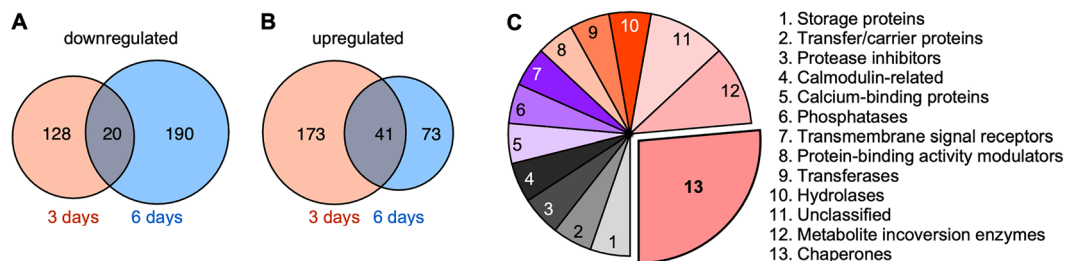 A
downregulated
128
20
190
3 days
6 days
B
upregulated
173
41
73
3 days
6 days
C
1
2
3
4
5
6
7
8
9
10
11
12
13
1. Storage proteins
2. Transfer/carrier proteins
3. Protease inhibitors
4. Calmodulin-related
5. Calcium-binding proteins
6. Phosphatases
7. Transmembrane signal receptors
8. Protein-binding activity modulators
9. Transferases
10. Hydrolases
11. Unclassified
12. Metabolite incoversion enzymes
13. Chaperones